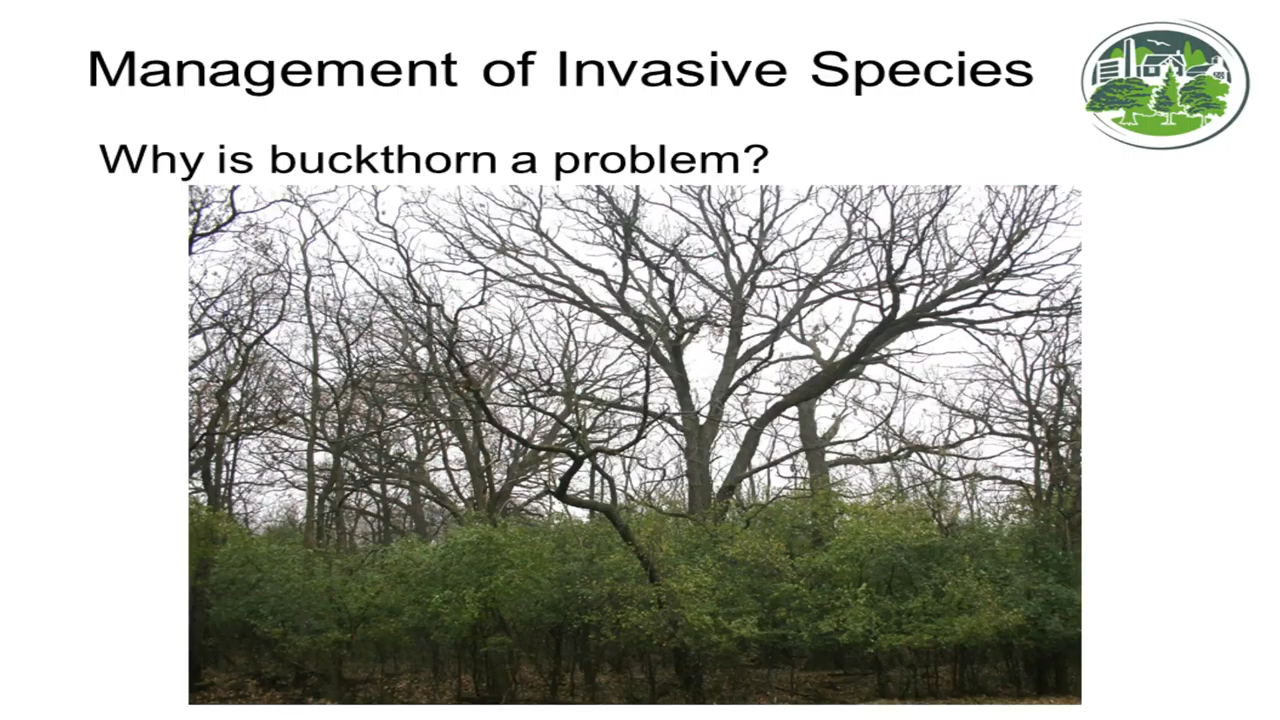 Management of Invasive Species
Why is buckthorn a problem?